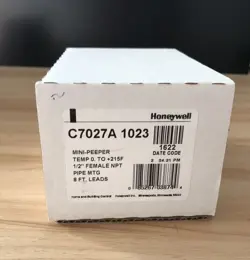 Honeywell
C7027A 1023
1622
DATE CODE
MINI-PEEPER
TEMP 0. TO +215F
1/2" FEMALE NPT
PIPE MTG
8 FT. LEADS